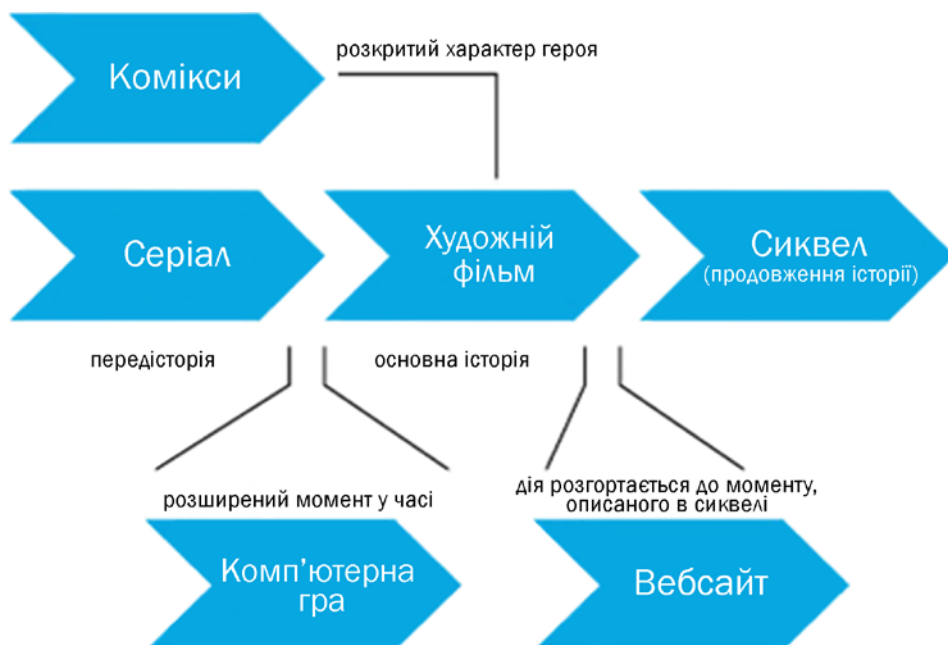 Комікси
розкритий характер героя
Серіал
Художній
фільм
Сиквел
(продовження історії)
передісторія
основна історія
розширений момент у часі
дія розгортається до моменту,
описаного в сиквелі
Комп’ютерна
гра
Вебсайт